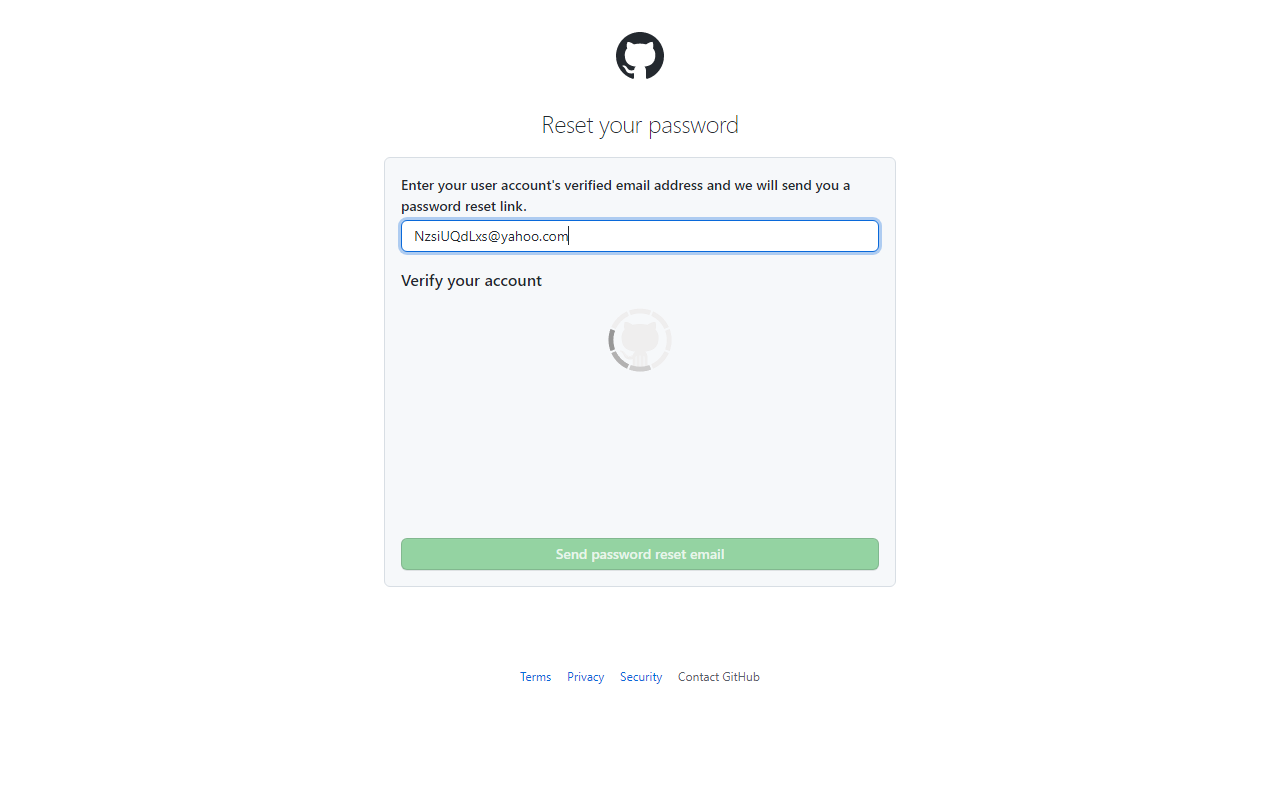 Reset your password
Enter your user account's verified email address and we will send you a
password reset link.
NzsiUQdLxs@yahoo.com
Verify your account
Send password reset email
Terms Privacy Security Contact GitHub